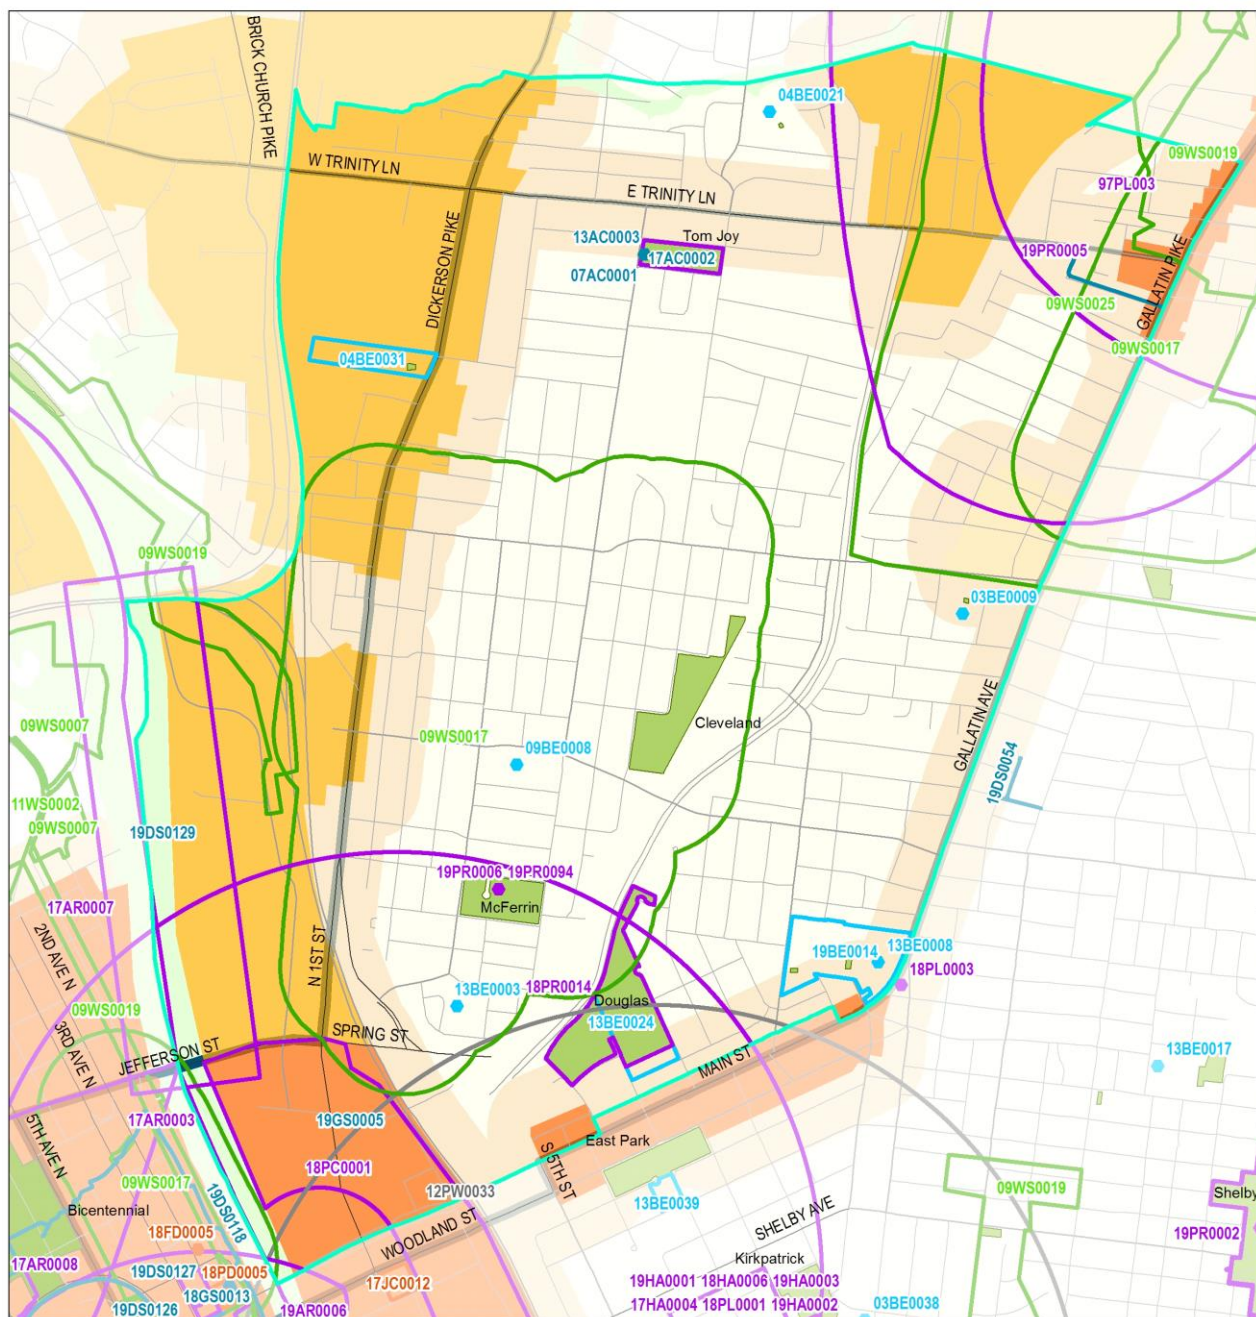 BRICK CHURCH PIKE
04BE0021
09WS0019
W TRINITY LN
97PL003
E TRINITY LN
13AC0003
Tom Joy
DICKERSON PIKE
17AC0002
19PR0005
07AC0001
GALLATIN PIKE
09WS0025
04BE0031
09WS0017
09WS0019
03BE0009
09WS0007
Cleveland
GALLATIN AVE
09WS0017
09BE0008
19DS0054
11WS0002
09WS0007
19DS0129
19PR0006 19PR0094
McFerrin
17AR0007
2ND AVE N
N 1ST ST
19BE0014
13BE0008
18PL0003
13BE0003
18PR0014
Douglas
09WS0019
13BE0024
3RD AVE N
SPRING ST
JEFFERSON ST
MAIN ST
13BE0017
17AR0003
19GS0005
5TH AVE N
East Park
18PC0001
S 5TH ST
09WS0017
12PW0033
09WS0019
Shelby
13BE0039
Bicentennial
19DS0118
18FD0005
WOODLAND ST
SHELBY AVE
19PR0002
17AR0008
Kirkpatrick
19DS0127
18PD0005
17JC0012
19HA0001 18HA0006 19HA0003
18GS0013
19DS0126
19AR0006
17HA0004 18PL0001 19HA0002
03BE0038